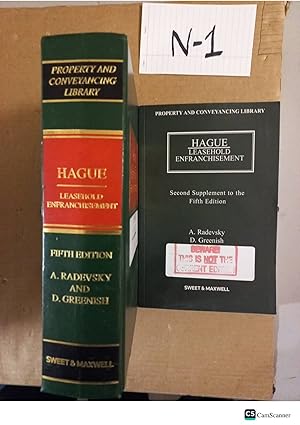 N-1
PROPERTY AND
CONVEYANCING
LIBRARY
HAGUE
LEASEHOLD
ENFRANCHISEMENT
FIFTH EDITION
A. RADEVSKY
AND
D. GREENISH
SWEET & MAXWELL
PROPERTY AND CONVEYANCING LIBRARY
HAGUE
LEASEHOLD
ENFRANCHISEMENT
Second Supplement to the
Fifth Edition
A. Radevsky
D. Greenish
BEWARE!
THIS IS NOT THE
CURRENT EDITION
SWEET & MAXWELL
CS CamScanner